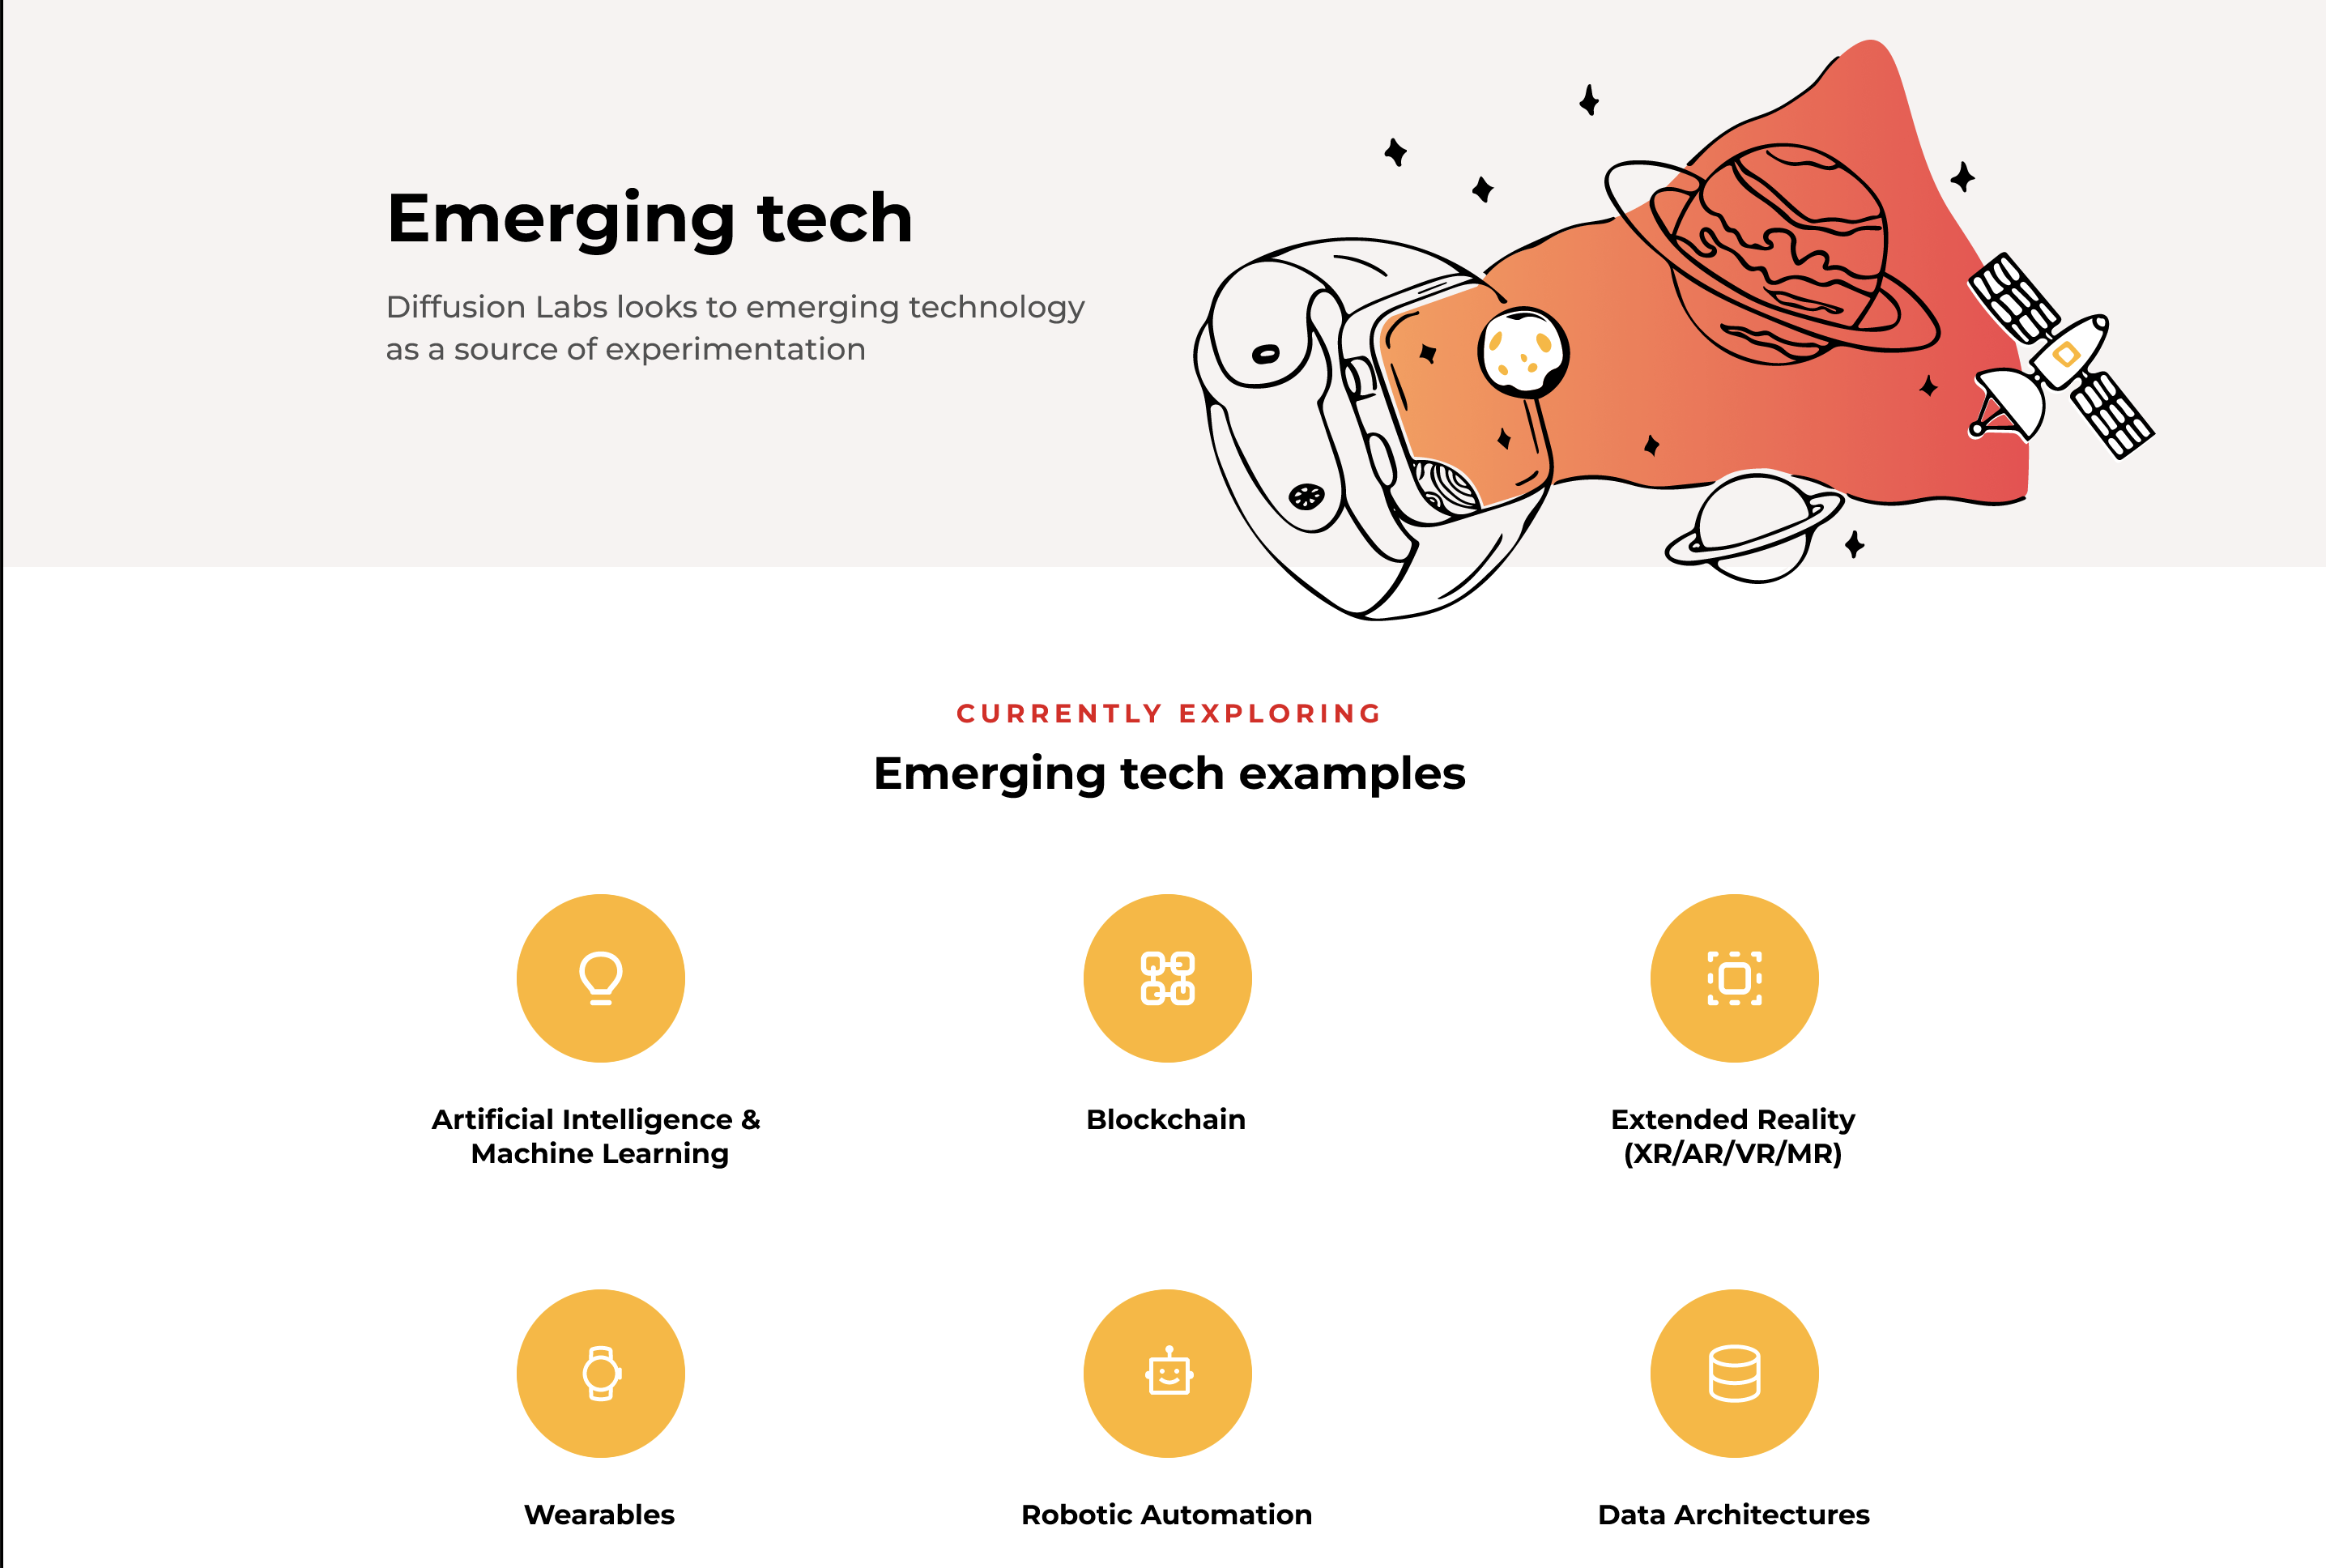 Emerging tech
Diffusion Labs looks to emerging technology
as a source of experimentation
CURRENTLY EXPLORING
Emerging tech examples
Artificial Intelligence &
Machine Learning
Blockchain
Extended Reality
(XR/AR/VR/MR)
Wearables
Robotic Automation
Data Architectures